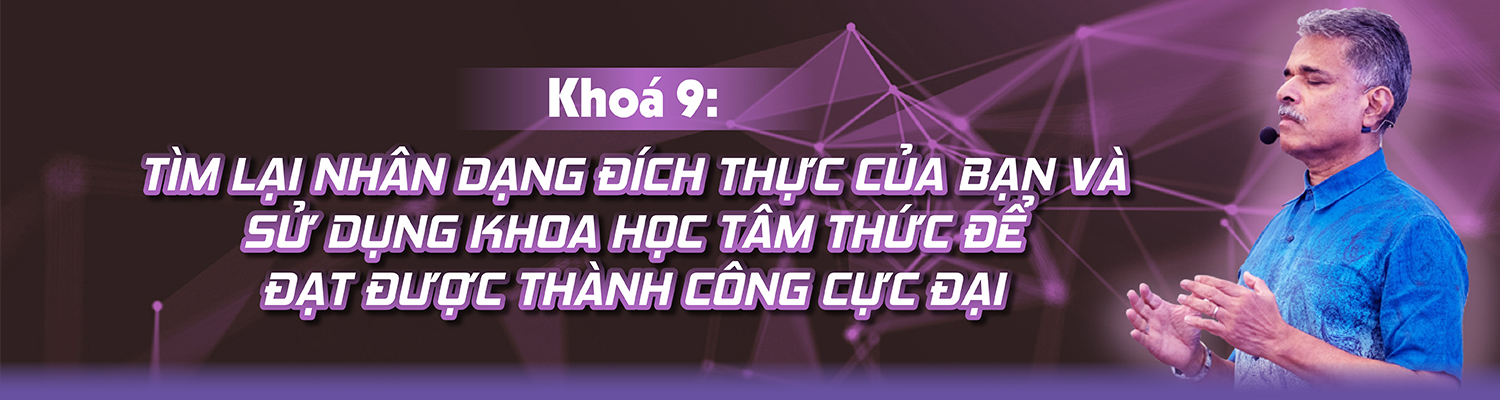 Khoá 9:
TÌM LẠI NHÂN DẠNG ĐÍCH THỰC CỦA BẠN VÀ
SỬ DỤNG KHOA HỌC TÂM THỨC ĐỂ
ĐẠT ĐƯỢC THÀNH CÔNG CỰC ĐẠI